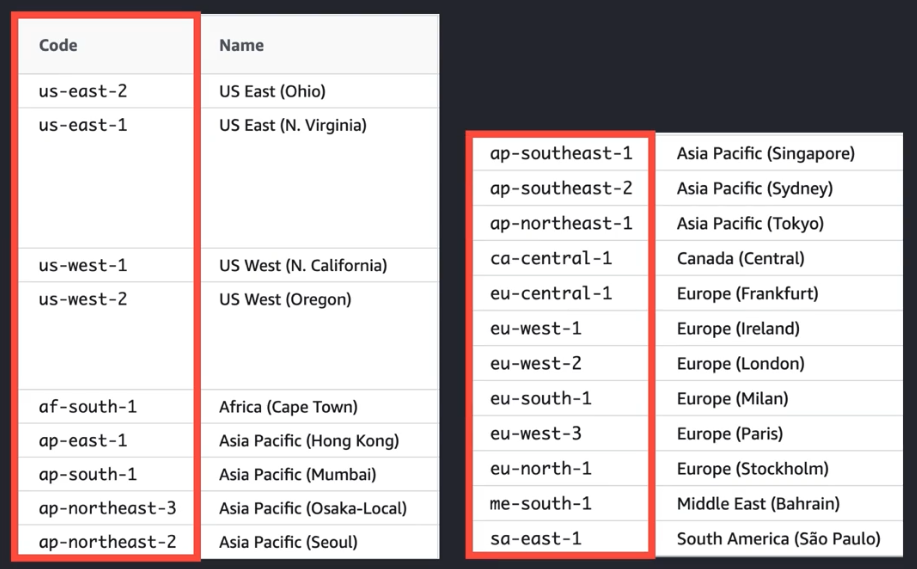 Code Name
us-east-2 US East (Ohio)
us-east-1 US East (N. Virginia)
us-west-1 US West (N. California)
us-west-2 US West (Oregon)
af-south-1 Africa (Cape Town)
ap-east-1 Asia Pacific (Hong Kong)
ap-south-1 Asia Pacific (Mumbai)
ap-northeast-3 Asia Pacific (Osaka-Local)
ap-northeast-2 Asia Pacific (Seoul)
ap-southeast-1 Asia Pacific (Singapore)
ap-southeast-2 Asia Pacific (Sydney)
ap-northeast-1 Asia Pacific (Tokyo)
ca-central-1 Canada (Central)
eu-central-1 Europe (Frankfurt)
eu-west-1 Europe (Ireland)
eu-west-2 Europe (London)
eu-south-1 Europe (Milan)
eu-west-3 Europe (Paris)
eu-north-1 Europe (Stockholm)
me-south-1 Middle East (Bahrain)
sa-east-1 South America (São Paulo)